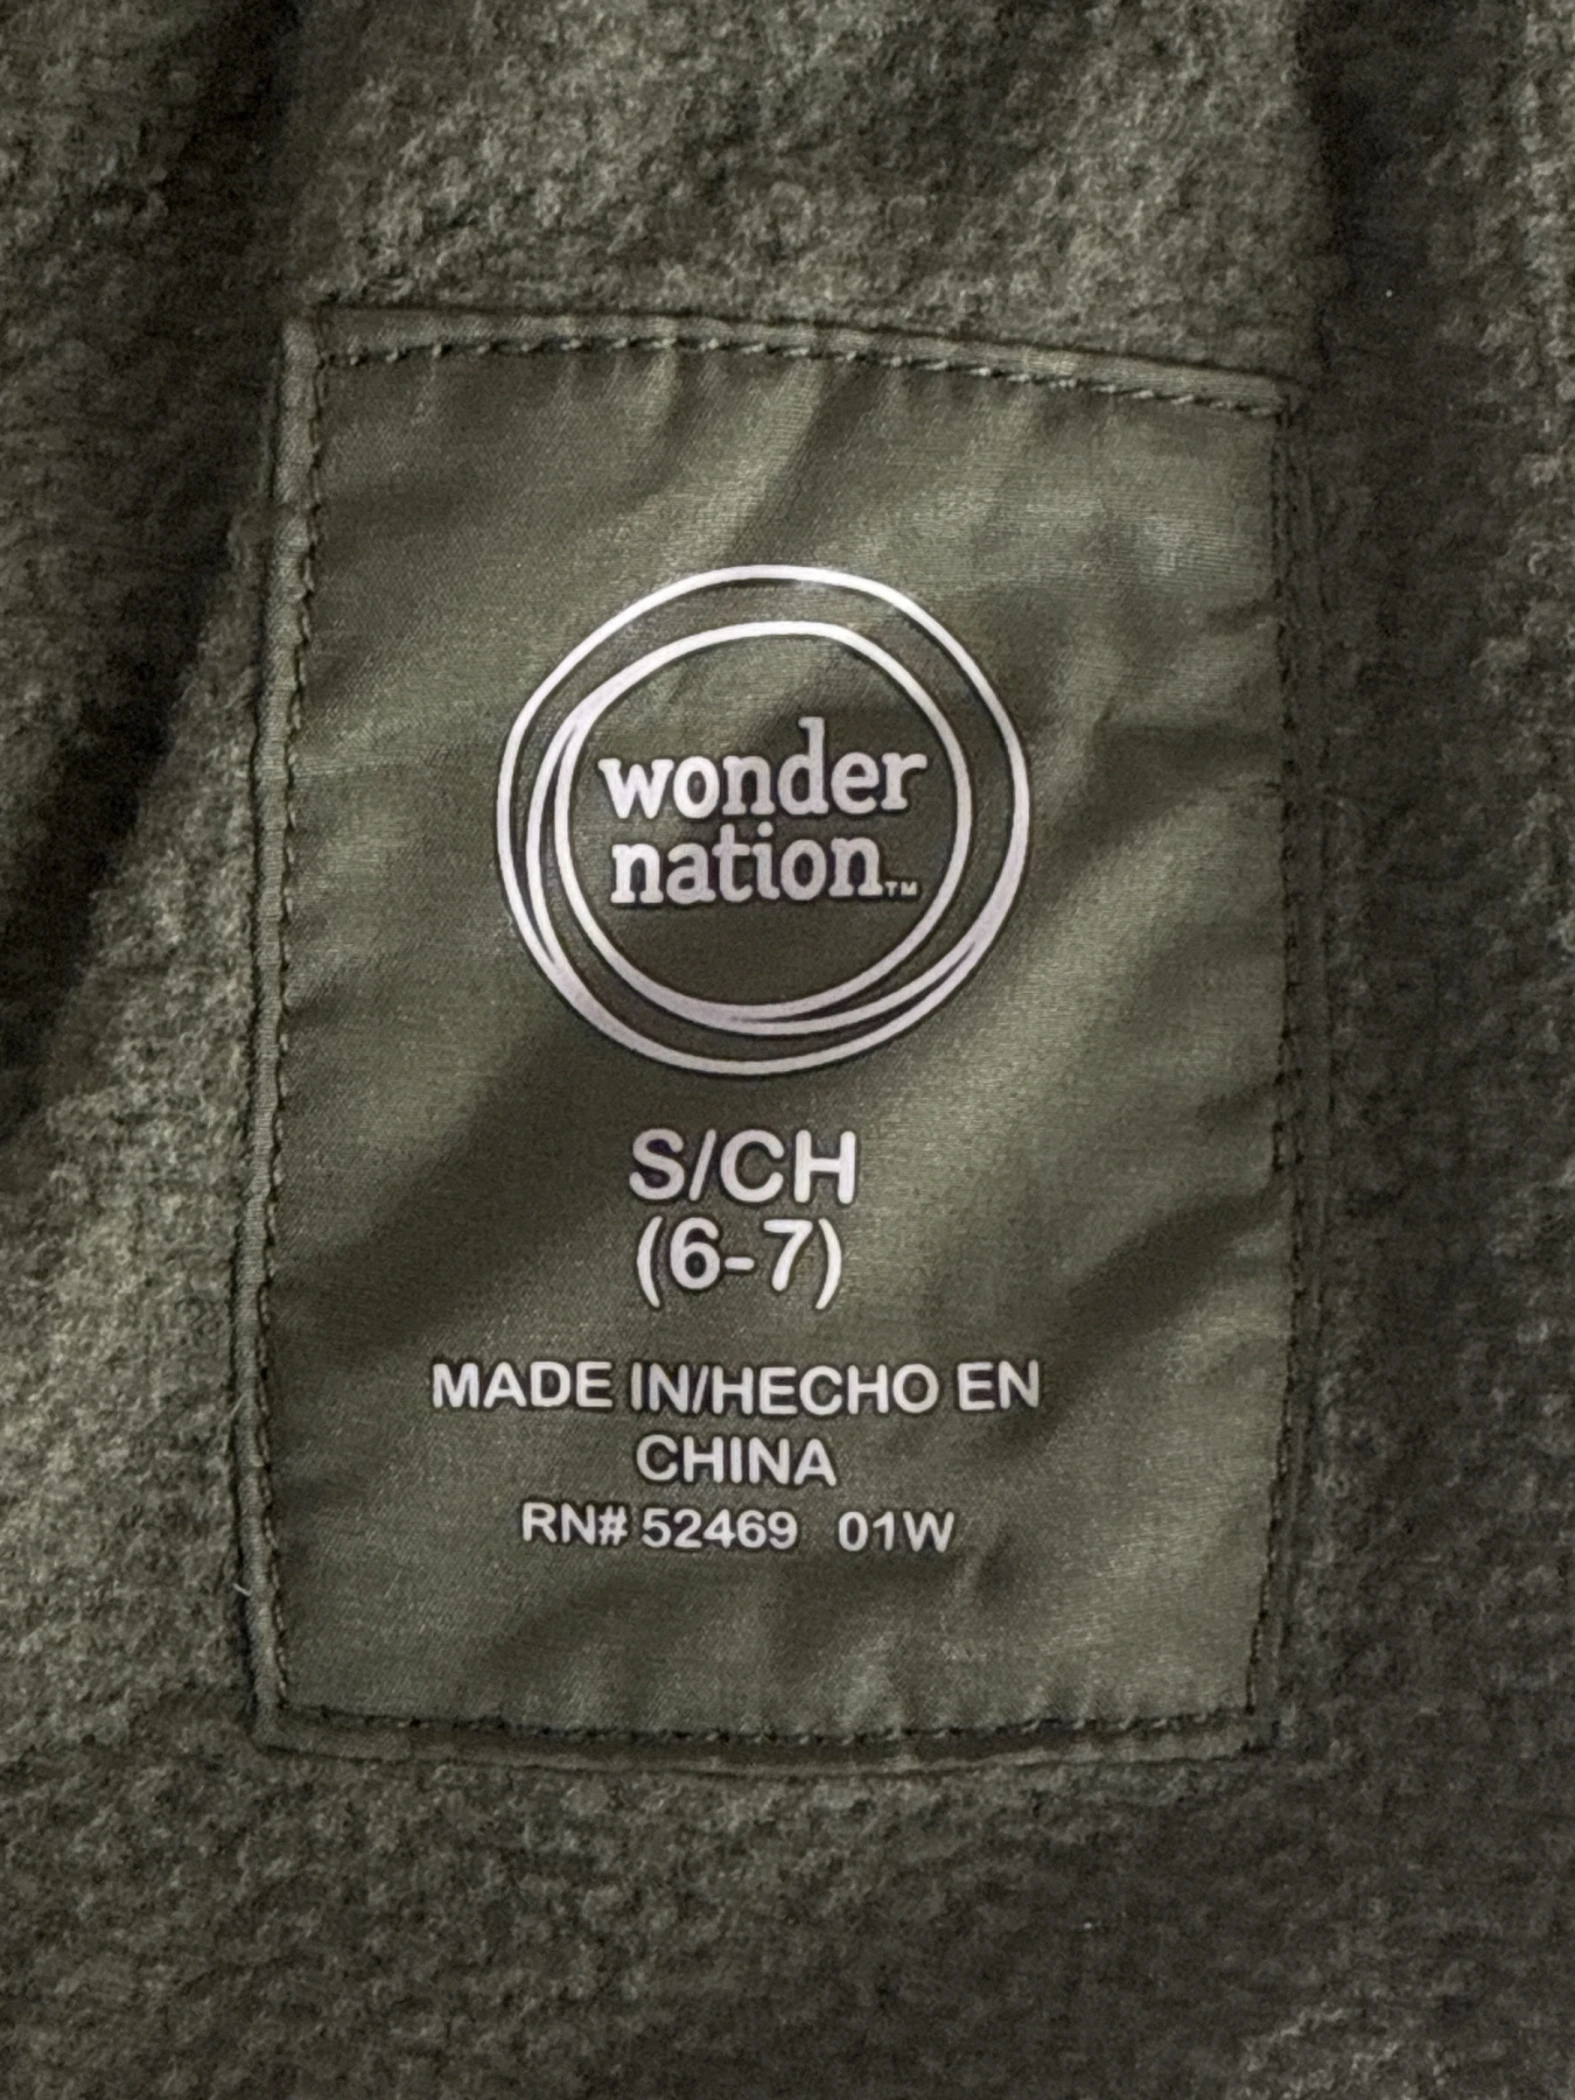 wonder
nation™
S/CH
(6-7)
MADE IN/HECHO EN
CHINA
RN# 52469 01W